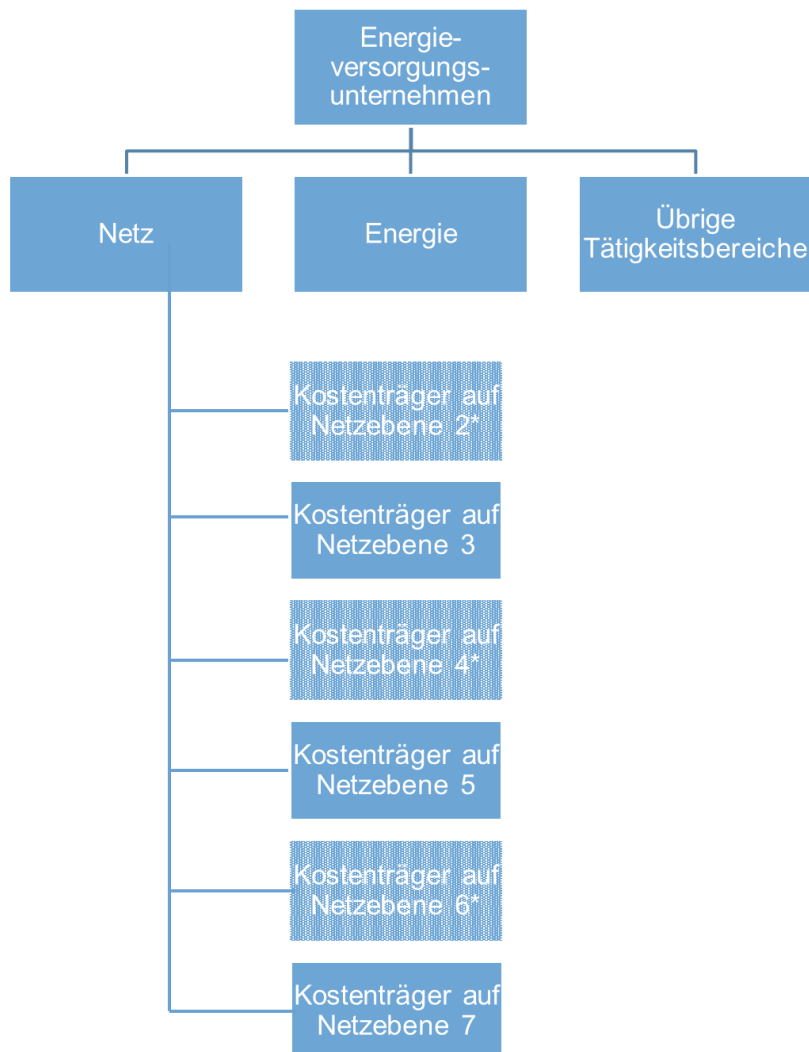 Energie-
versorgungs-
unternehmen
Netz
Energie
Übrige
Tätigkeitsbereiche
Kostenträger auf
Netzebene 2*
Kostenträger auf
Netzebene 3
Kostenträger auf
Netzebene 4*
Kostenträger auf
Netzebene 5
Kostenträger auf
Netzebene 6*
Kostenträger auf
Netzebene 7